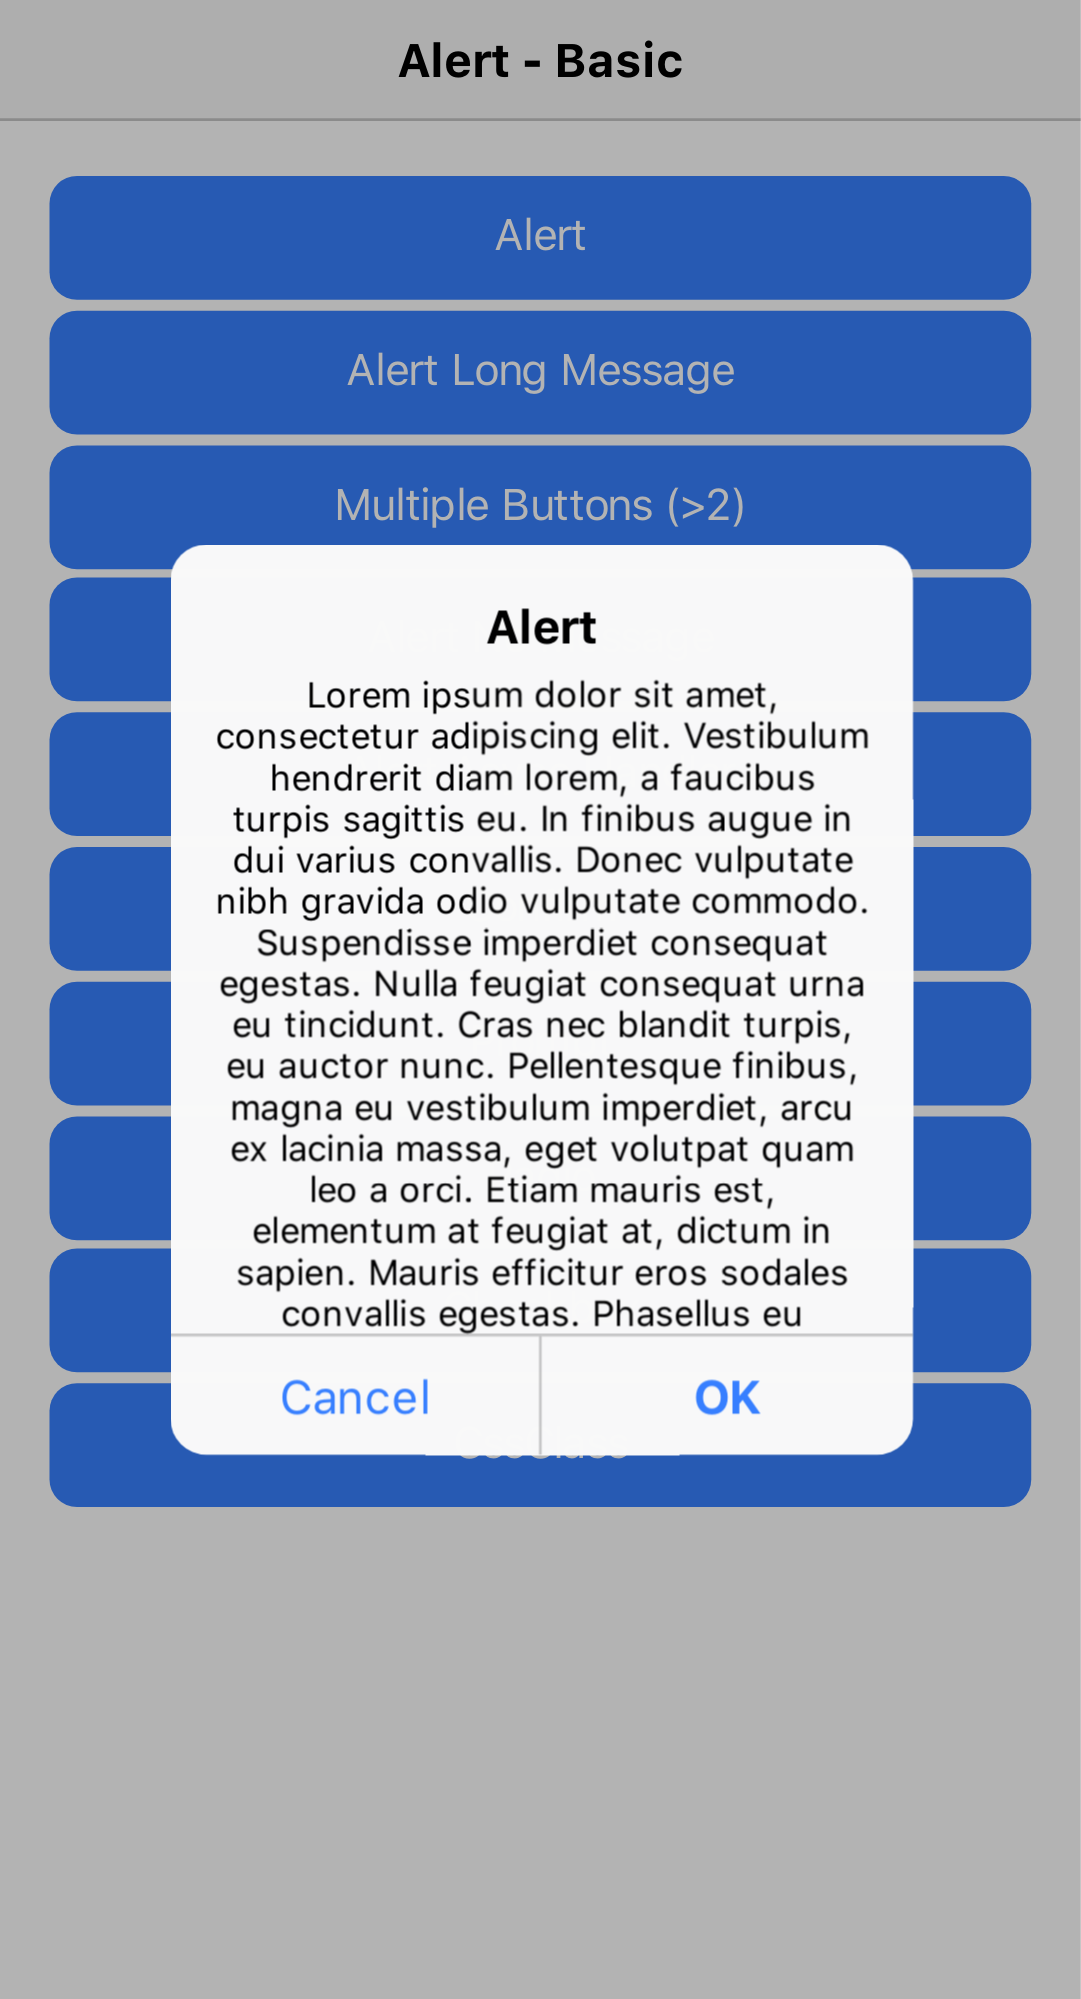 Alert - Basic
Alert
Alert Long Message
Multiple Buttons (>2)
Alert
Lorem ipsum dolor sit amet,
consectetur adipiscing elit. Vestibulum
hendrerit diam lorem, a faucibus
turpis sagittis eu. In finibus augue in
dui varius convallis. Donec vulputate
nibh gravida odio vulputate commodo.
Suspendisse imperdiet consequat
egestas. Nulla feugiat consequat urna
eu tincidunt. Cras nec blandit turpis,
eu auctor nunc. Pellentesque finibus,
magna eu vestibulum imperdiet, arcu
ex lacinia massa, eget volutpat quam
leo a orci. Etiam mauris est,
elementum at feugiat at, dictum in
sapien. Mauris efficitur eros sodales
convallis egestas. Phasellus eu
Cancel OK